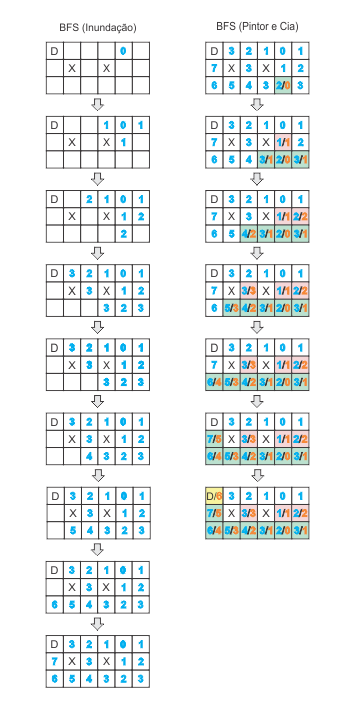 BFS (Inundação)
D 0
X X
D 1 0 1
X X 1
D 2 1 0 1
X X 1 2
2
D 3 2 1 0 1
X 3 X 1 2
3 2 3
D 3 2 1 0 1
X 3 X 1 2
3 2 3
D 3 2 1 0 1
X 3 X 1 2
4 3 2 3
D 3 2 1 0 1
X 3 X 1 2
5 4 3 2 3
D 3 2 1 0 1
X 3 X 1 2
6 5 4 3 2 3
D 3 2 1 0 1
7 X 3 X 1 2
6 5 4 3 2 3
BFS (Pintor e Cia)
D 3 2 1 0 1
7 X 3 X 1 2
6 5 4 3 2/0 3
D 3 2 1 0 1
7 X 3 X 1/1 2
6 5 4 3/1 2/0 3/1
D 3 2 1 0 1
7 X 3 X 1/1 2/2
6 5 4/2 3/1 2/0 3/1
D 3 2 1 0 1
7 X 3/3 X 1/1 2/2
6 5/3 4/2 3/1 2/0 3/1
D 3 2 1 0 1
7 X 3/3 X 1/1 2/2
6/4 5/3 4/2 3/1 2/0 3/1
D 3 2 1 0 1
7/5 X 3/3 X 1/1 2/2
6/4 5/3 4/2 3/1 2/0 3/1
D/6 3 2 1 0 1
7/5 X 3/3 X 1/1 2/2
6/4 5/3 4/2 3/1 2/0 3/1